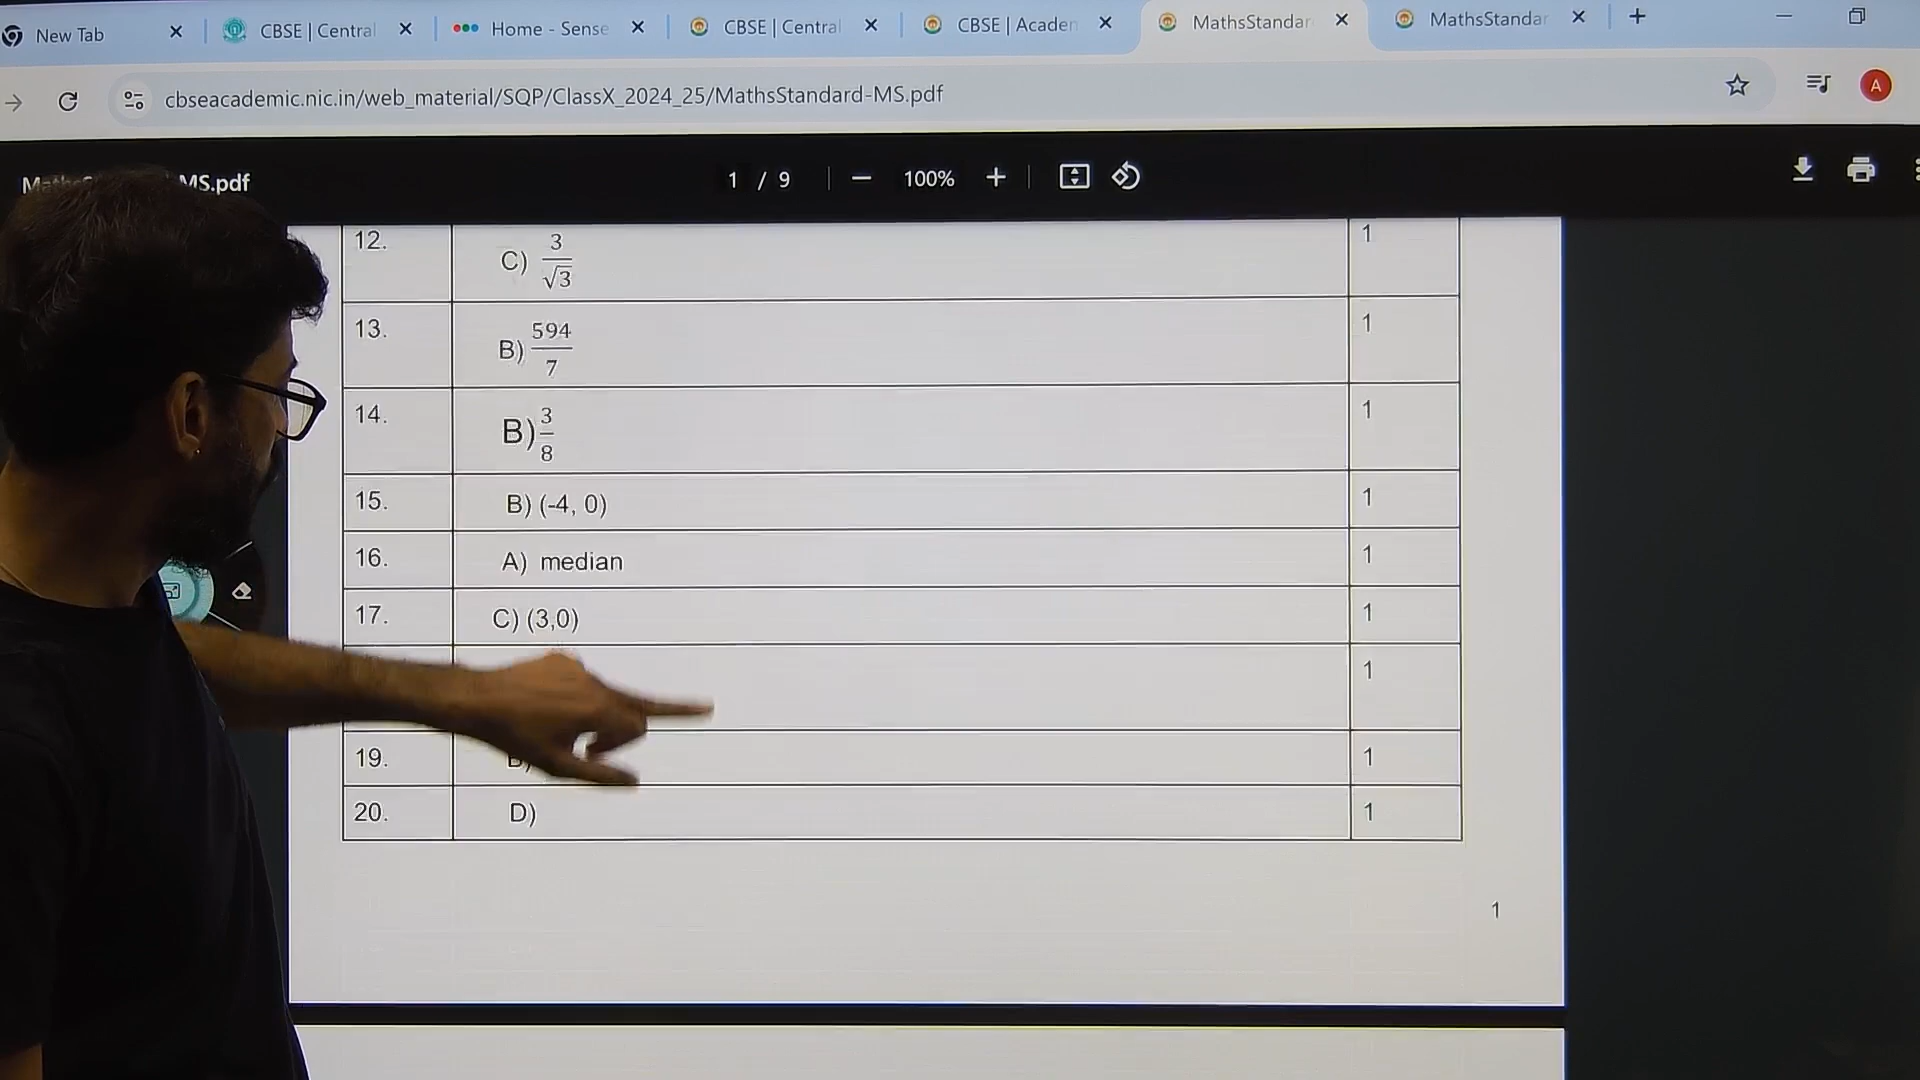 New Tab
CBSE | Central
Home - Sense
CBSE | Central
CBSE | Academ
MathsStandar
MathsStandar
cbseacademic.nic.in/web_material/SQP/ClassX_2024_25/MathsStandard-MS.pdf
A
MS.pdf
1 / 9
100%
12. C) 3/√3 1
13. B) 594/7 1
14. B) 3/8 1
15. B) (-4, 0) 1
16. A) median 1
17. C) (3,0) 1
1
19. B) 1
20. D) 1
1